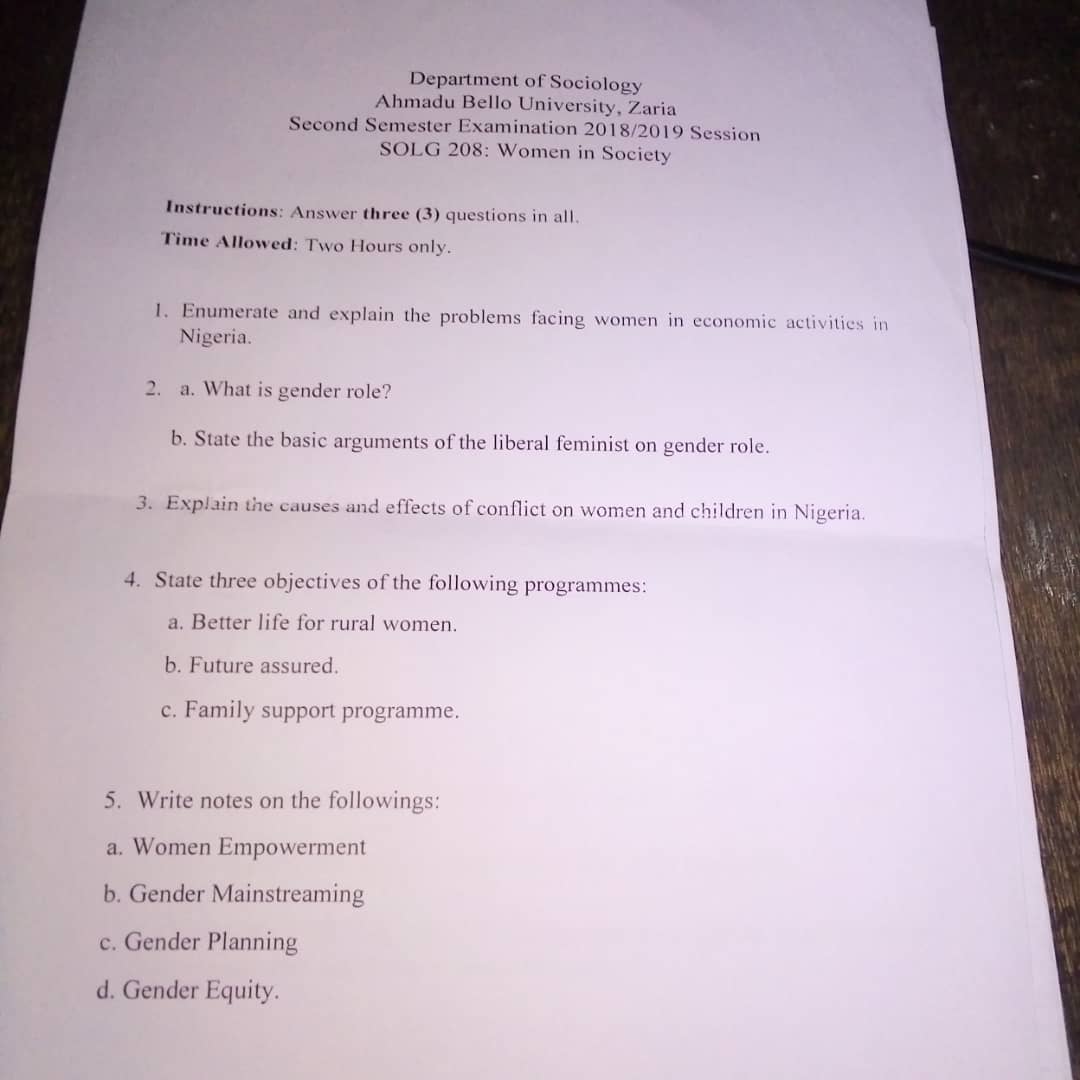 Department of Sociology
Ahmadu Bello University, Zaria
Second Semester Examination 2018/2019 Session
SOLG 208: Women in Society
Instructions: Answer three (3) questions in all.
Time Allowed: Two Hours only.
1. Enumerate and explain the problems facing women in economic activities in
Nigeria.
2. a. What is gender role?
b. State the basic arguments of the liberal feminist on gender role.
3. Explain the causes and effects of conflict on women and children in Nigeria.
4. State three objectives of the following programmes:
a. Better life for rural women.
b. Future assured.
c. Family support programme.
5. Write notes on the followings:
a. Women Empowerment
b. Gender Mainstreaming
c. Gender Planning
d. Gender Equity.